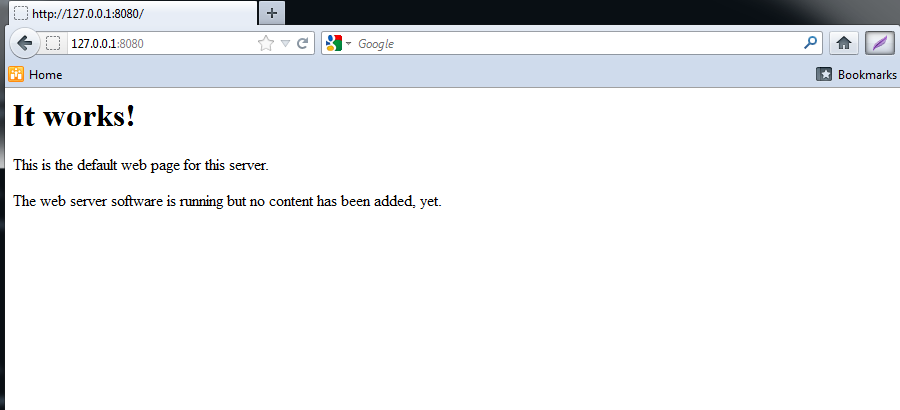 http://127.0.0.1:8080/
127.0.0.1:8080
Google
Home
Bookmarks
It works!
This is the default web page for this server.
The web server software is running but no content has been added, yet.